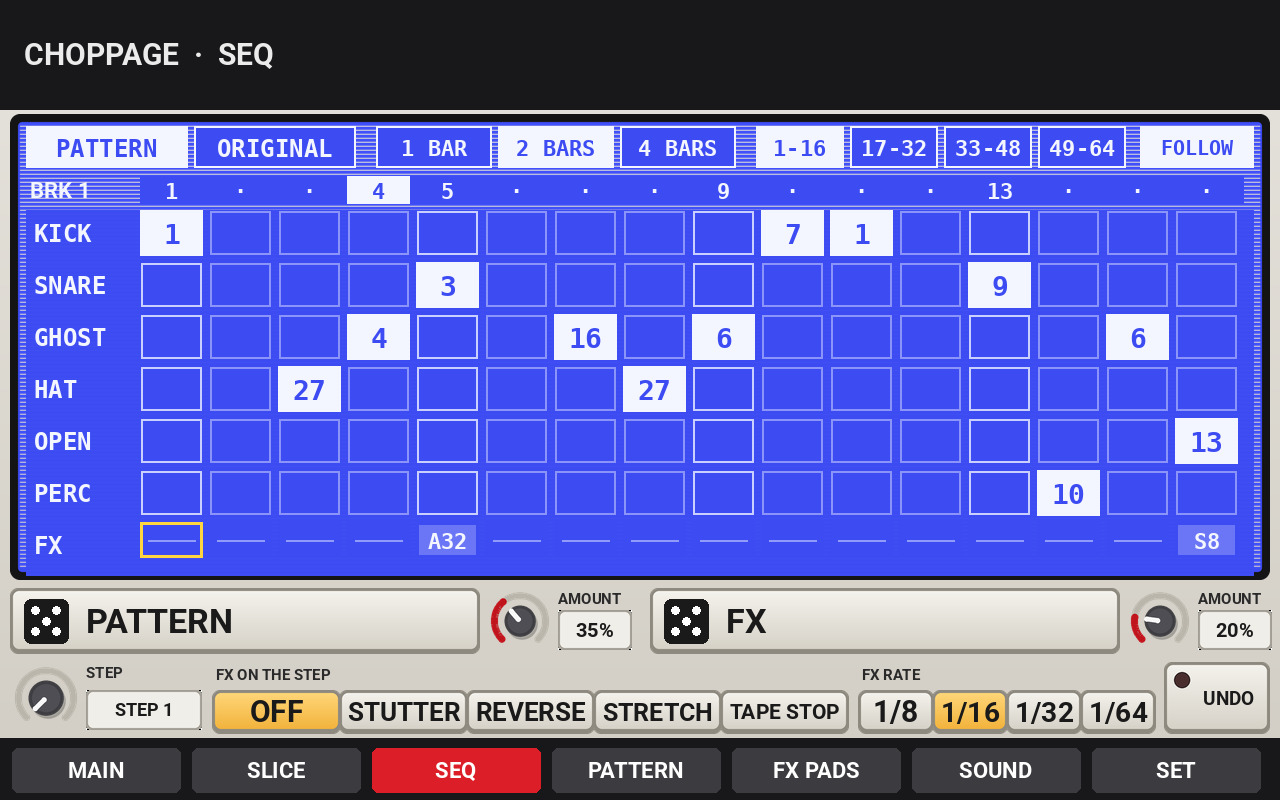 CHOPPAGE · SEQ
PATTERN ORIGINAL 1 BAR 2 BARS 4 BARS 1-16 17-32 33-48 49-64 FOLLOW
BRK 1 1 · · 4 5 · · · 9 · · · 13 · · ·
KICK 1 7 1
SNARE 3 9
GHOST 4 16 6 6
HAT 27 27
OPEN 13
PERC 10
FX A32 S8
PATTERN AMOUNT 35% FX AMOUNT 20%
STEP FX ON THE STEP FX RATE
STEP 1 OFF STUTTER REVERSE STRETCH TAPE STOP 1/8 1/16 1/32 1/64 UNDO
MAIN SLICE SEQ PATTERN FX PADS SOUND SET